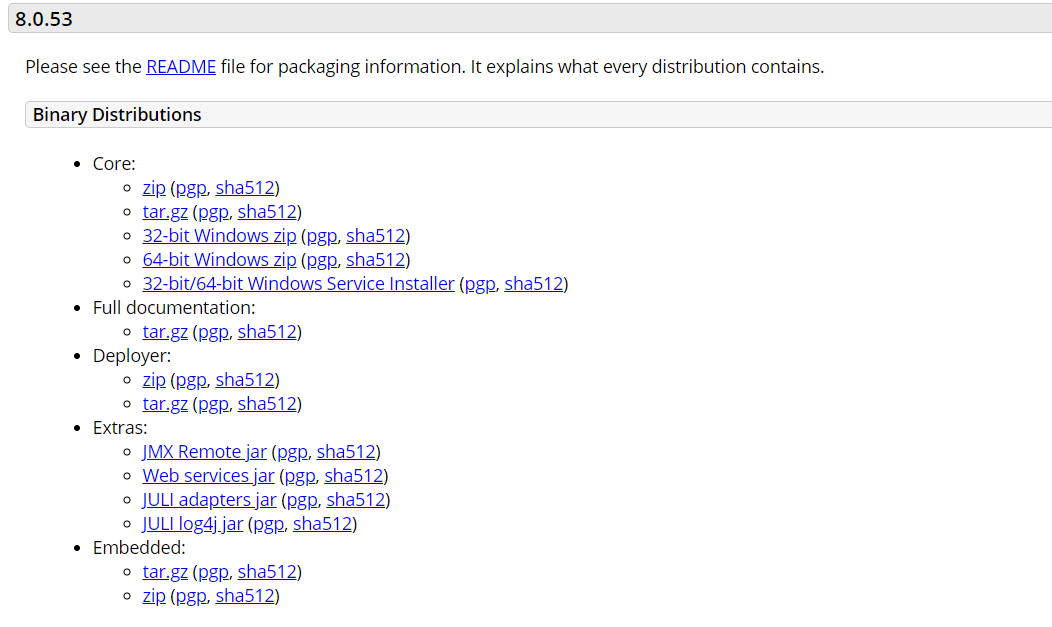 8.0.53
Please see the README file for packaging information. It explains what every distribution contains.
Binary Distributions
Core:
zip (pgp, sha512)
tar.gz (pgp, sha512)
32-bit Windows zip (pgp, sha512)
64-bit Windows zip (pgp, sha512)
32-bit/64-bit Windows Service Installer (pgp, sha512)
Full documentation:
tar.gz (pgp, sha512)
Deployer:
zip (pgp, sha512)
tar.gz (pgp, sha512)
Extras:
JMX Remote jar (pgp, sha512)
Web services jar (pgp, sha512)
JULI adapters jar (pgp, sha512)
JULI log4j jar (pgp, sha512)
Embedded:
tar.gz (pgp, sha512)
zip (pgp, sha512)